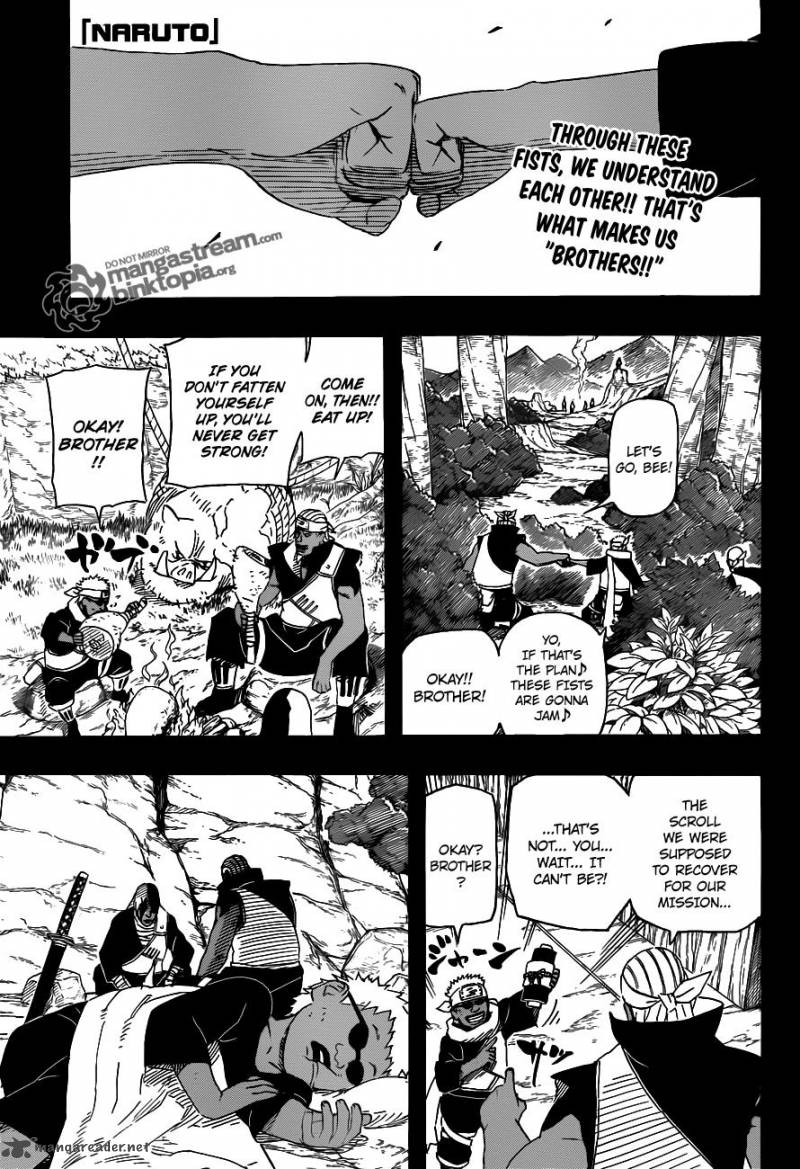 「NARUTO」
THROUGH THESE
FISTS, WE UNDERSTAND
EACH OTHER!! THAT'S
WHAT MAKES US
"BROTHERS!!"
DO NOT MIRROR
mangastream.com
binktopia.org
LET'S
GO, BEE!
YO,
IF THAT'S
THE PLAN♪
THESE FISTS
ARE GONNA
JAM♪
OKAY!!
BROTHER!
COME
ON, THEN!!
EAT UP!
IF YOU
DON'T FATTEN
YOURSELF
UP, YOU'LL
NEVER GET
STRONG!
OKAY!
BROTHER
!!
THE
SCROLL
WE WERE
SUPPOSED
TO RECOVER
FOR OUR
MISSION...
...THAT'S
NOT... YOU...
WAIT... IT
CAN'T BE?!
OKAY?
BROTHER
?
mangareader.net